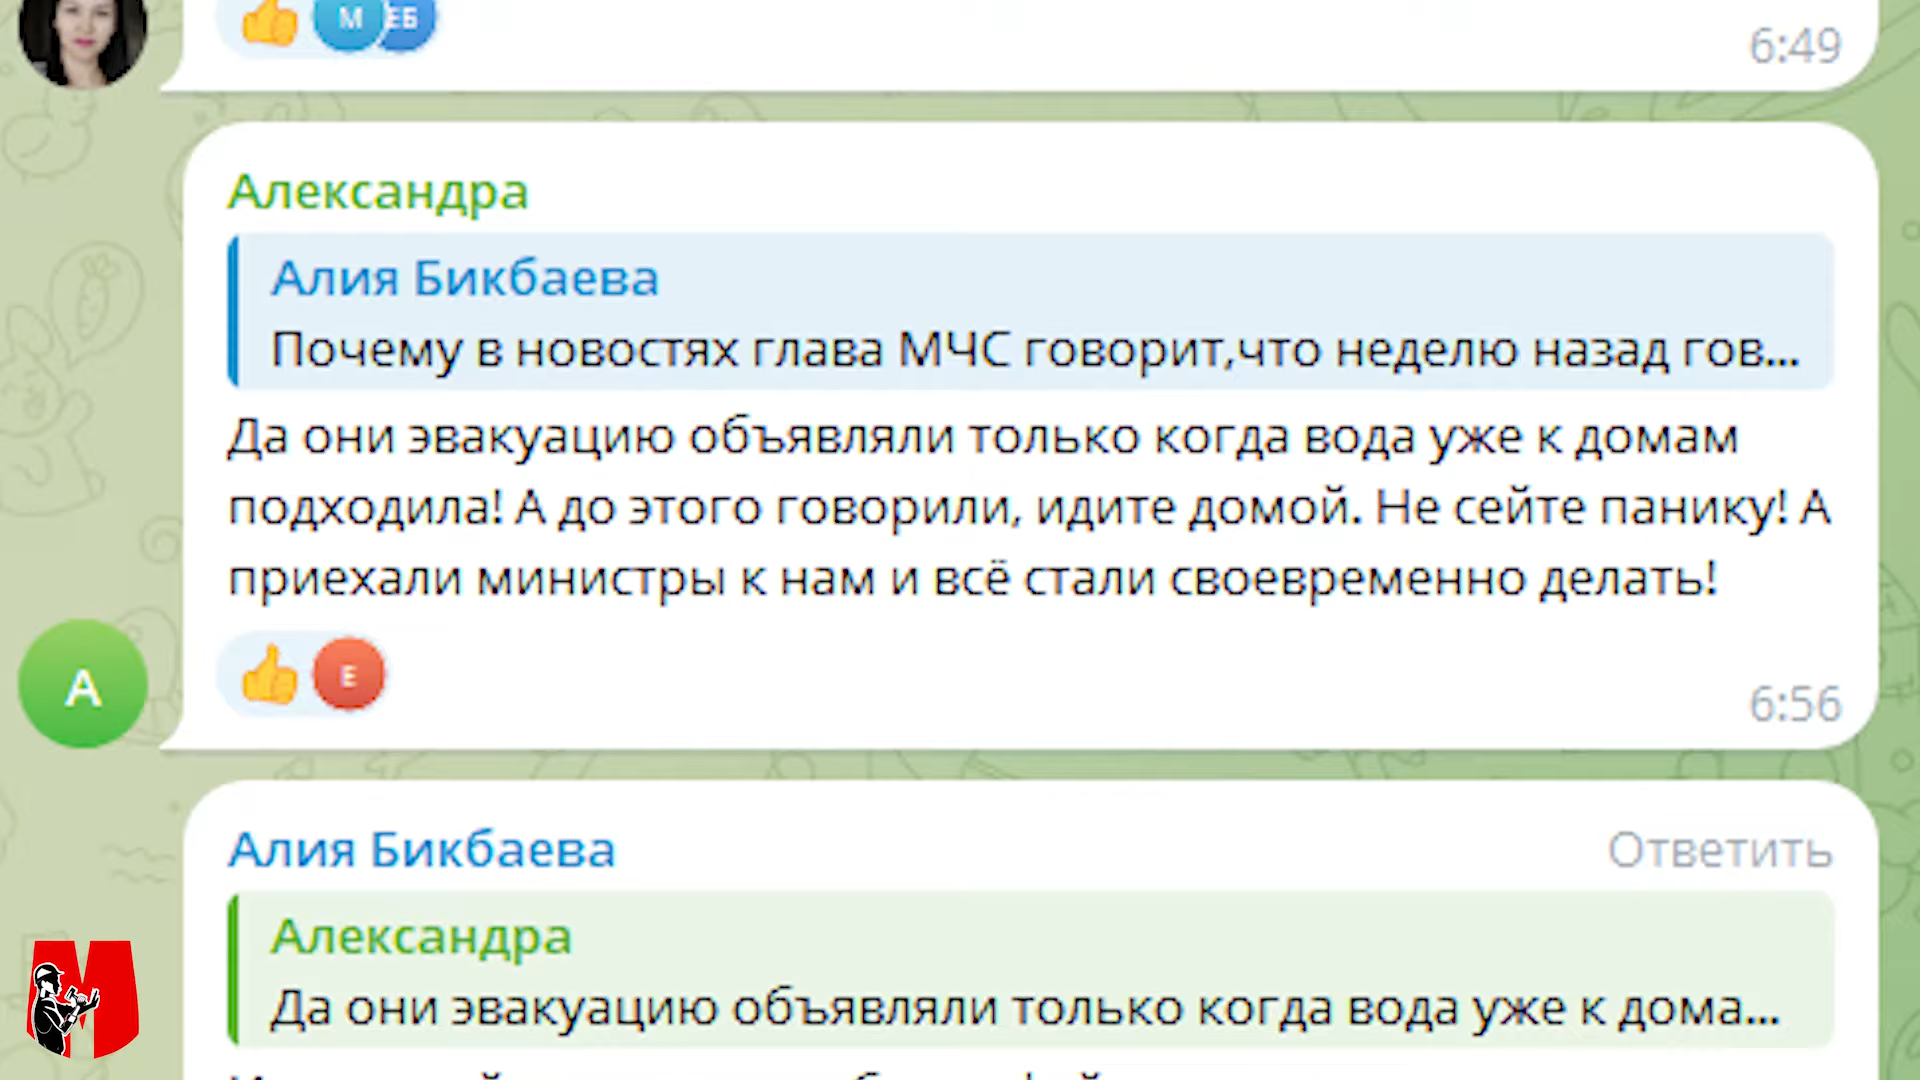 М ЕБ
6:49
Александра
Алия Бикбаева
Почему в новостях глава МЧС говорит,что неделю назад гов...
Да они эвакуацию объявляли только когда вода уже к домам
подходила! А до этого говорили, идите домой. Не сейте панику! А
приехали министры к нам и всё стали своевременно делать!
А
Е
6:56
Алия Бикбаева
Ответить
Александра
Да они эвакуацию объявляли только когда вода уже к дома...